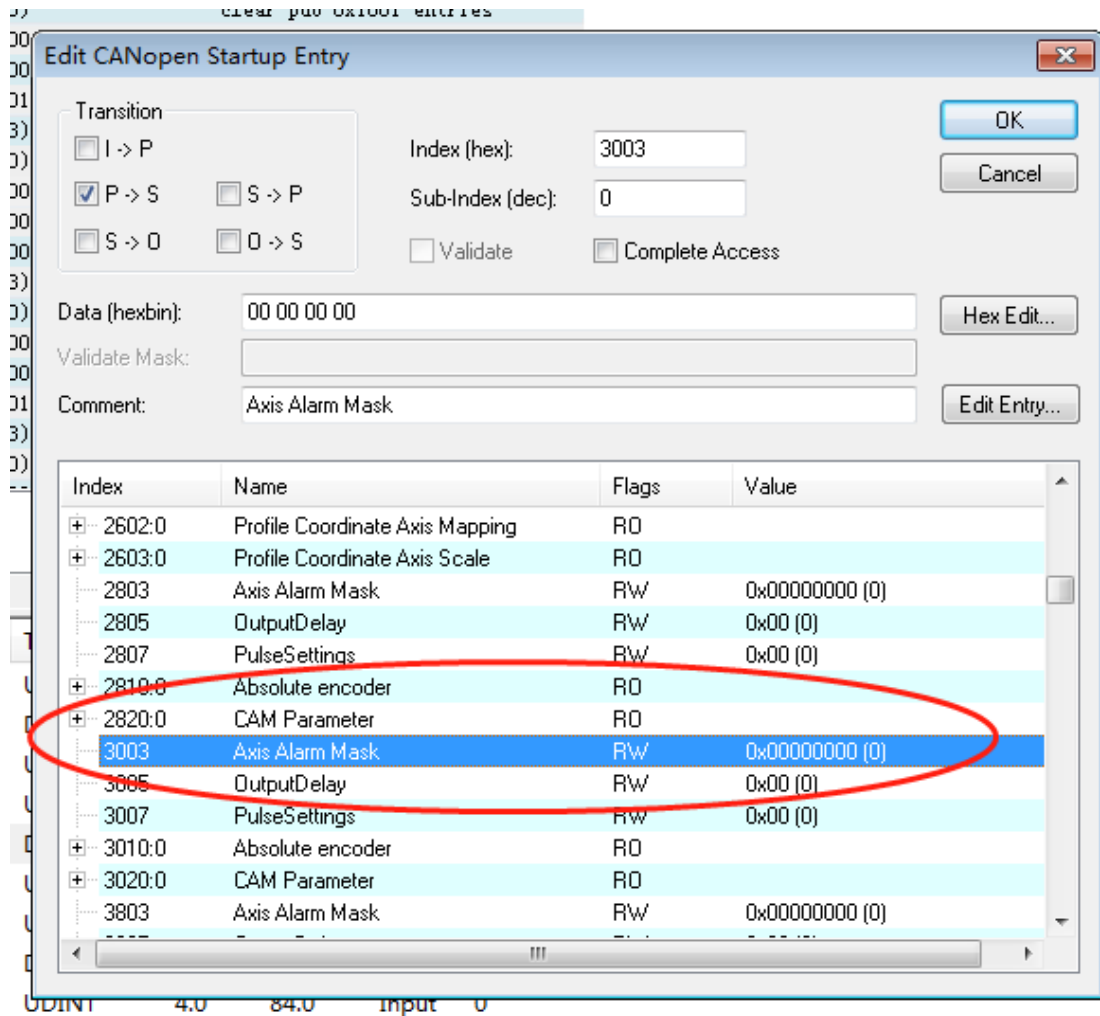 clear pdo 0x1601 entries
Edit CANopen Startup Entry
Transition
I -> P
P -> S
S -> P
S -> O
O -> S
Index (hex): 3003
Sub-Index (dec): 0
Validate
Complete Access
OK
Cancel
Data (hexbin): 00 00 00 00
Hex Edit...
Validate Mask:
Comment: Axis Alarm Mask
Edit Entry...
Index Name Flags Value
2602:0 Profile Coordinate Axis Mapping RO
2603:0 Profile Coordinate Axis Scale RO
2803 Axis Alarm Mask RW 0x00000000 (0)
2805 OutputDelay RW 0x00 (0)
2807 PulseSettings RW 0x00 (0)
2810:0 Absolute encoder RO
2820:0 CAM Parameter RO
3003 Axis Alarm Mask RW 0x00000000 (0)
3005 OutputDelay RW 0x00 (0)
3007 PulseSettings RW 0x00 (0)
3010:0 Absolute encoder RO
3020:0 CAM Parameter RO
3803 Axis Alarm Mask RW 0x00000000 (0)
UDINT 4.0 84.0 Input 0